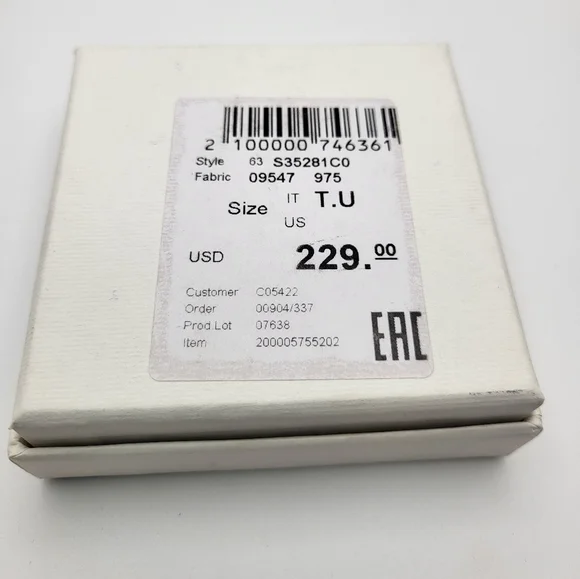 2 100000 746361
Style 63 S35281C0
Fabric 09547 975
Size IT T.U
US
USD 229.00
Customer C05422
Order 00904/337
Prod.Lot 07638
Item 200005755202
EAC